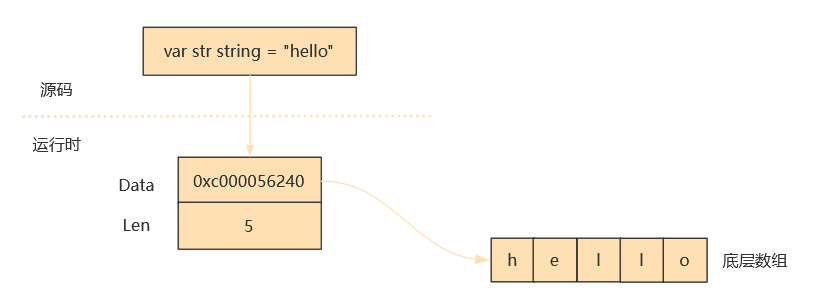 var str string = "hello"
源码
运行时
Data
0xc000056240
Len
5
h e l l o
底层数组